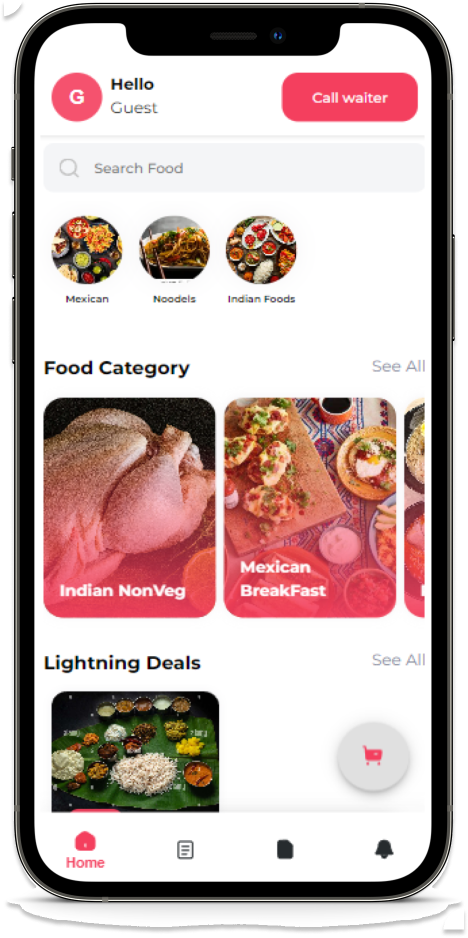 G
Hello
Guest
Call waiter
Search Food
Mexican
Noodels
Indian Foods
Food Category
See All
Indian NonVeg
Mexican
BreakFast
Lightning Deals
See All
Home